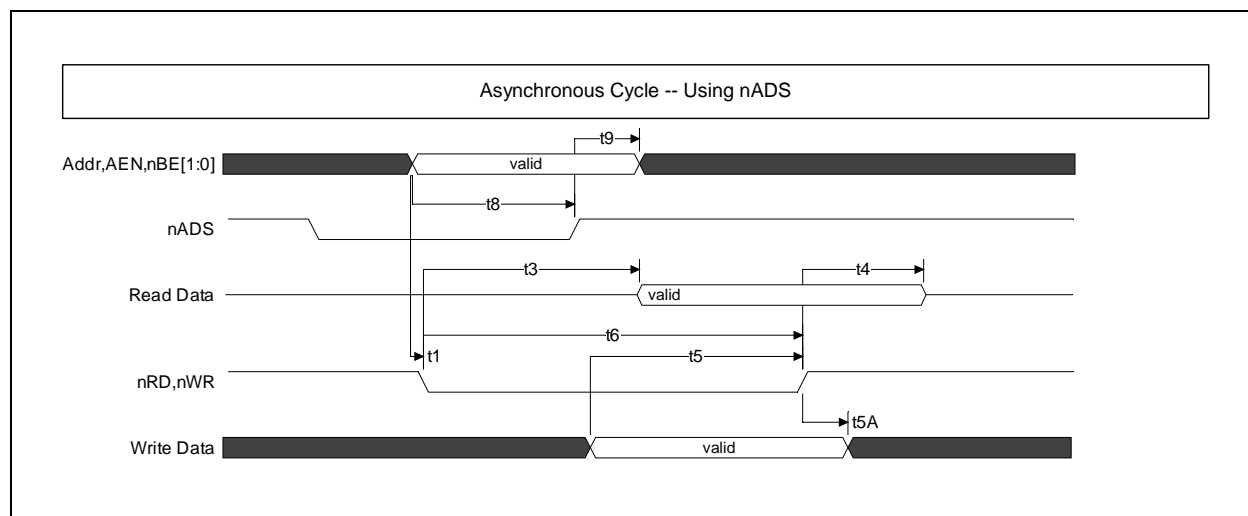 Asynchronous Cycle -- Using nADS
t9
Addr,AEN,nBE[1:0]
valid
t8
nADS
t3
t4
Read Data
valid
t6
t1
t5
nRD,nWR
t5A
Write Data
valid